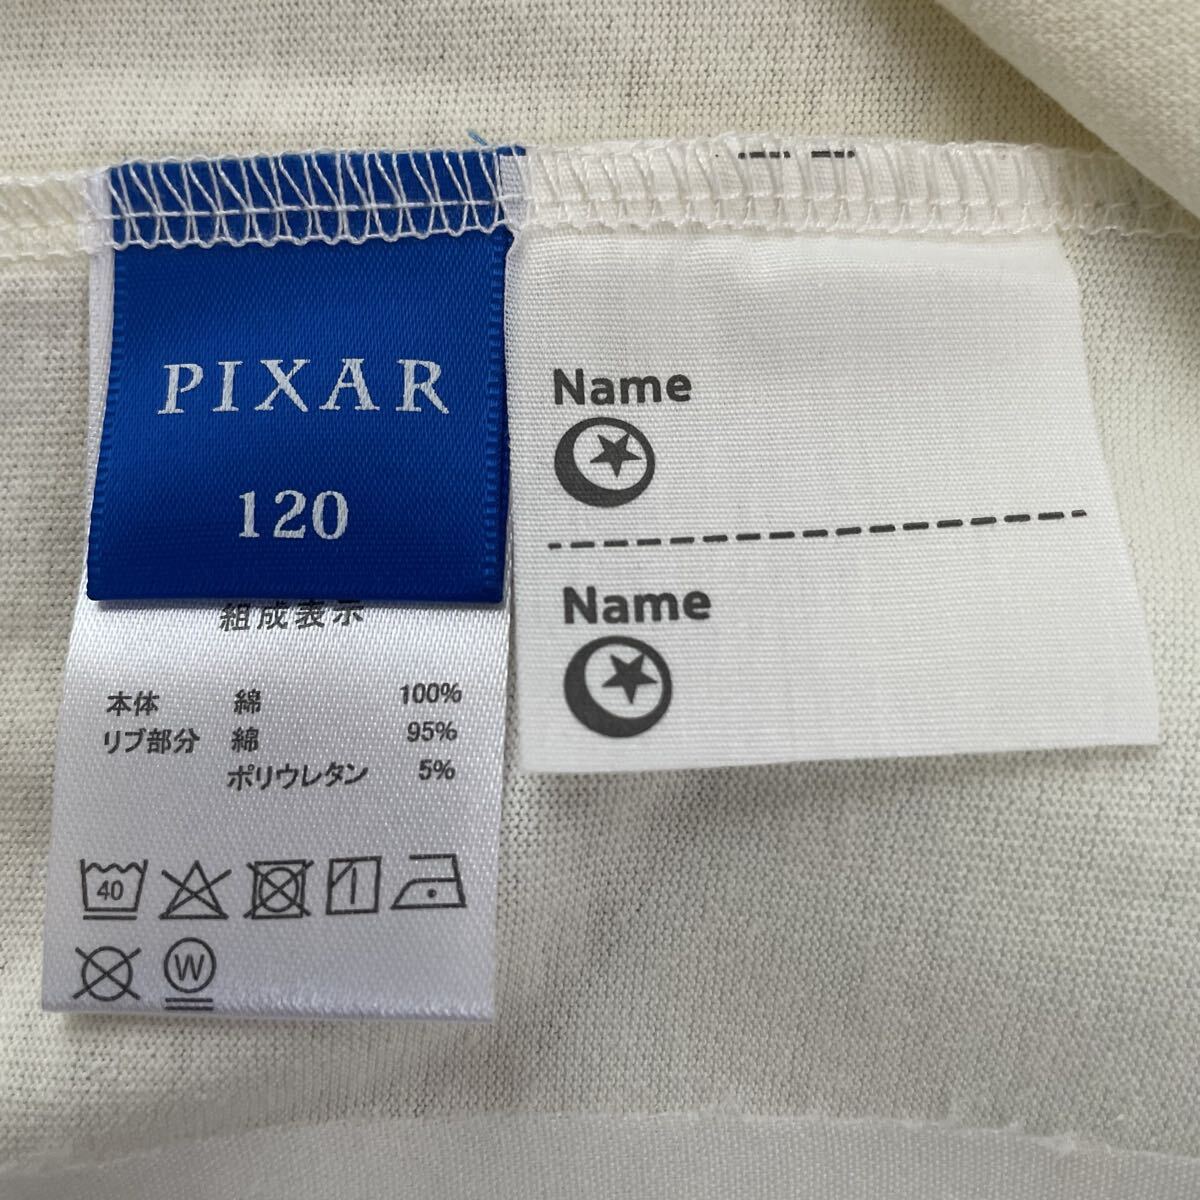 PIXAR
120
組成表示
本体 綿 100%
リブ部分 綿 95%
ポリウレタン 5%
40
W
Name
Name